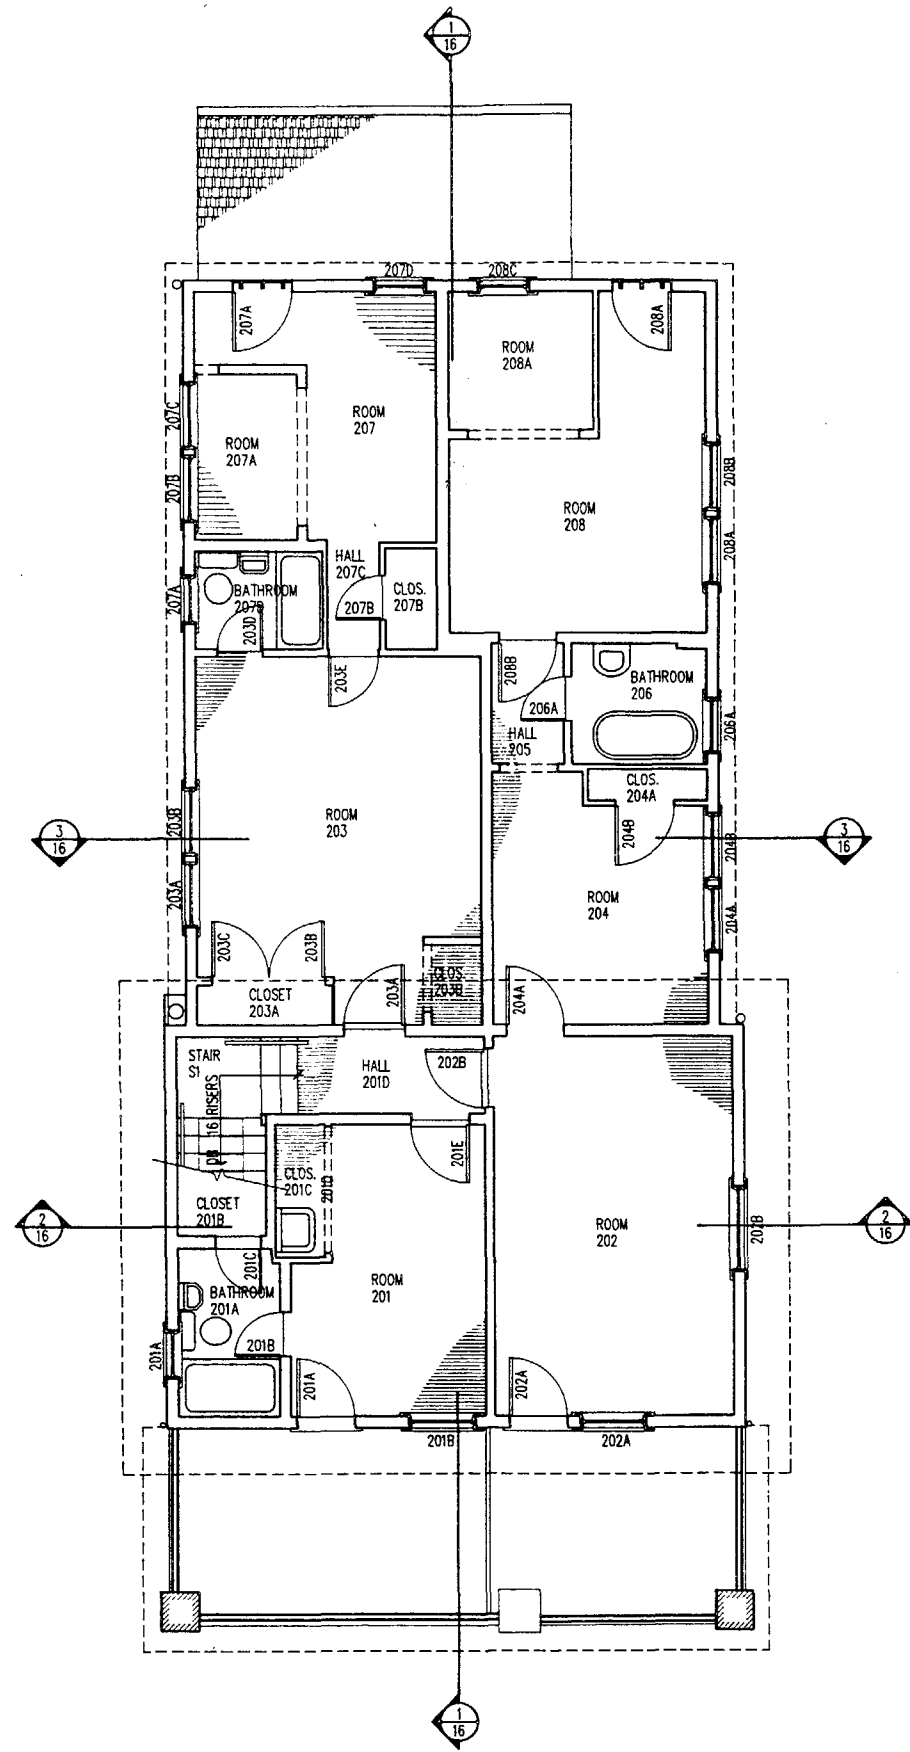 1
16
207D
208C
207A
208A
ROOM
208A
207C
ROOM
207
ROOM
207A
208B
207B
ROOM
208
208A
HALL
207C
207A
BATHROOM
207D
CLOS.
207B
207B
203D
203E
208B
BATHROOM
206
206A
206A
HALL
205
CLOS.
204A
203B
ROOM
203
3
16
3
16
204B
204B
203A
ROOM
204
204A
203C
203B
CLOS.
203B
203A
204A
CLOSET
203A
STAIR
S1
HALL
201D
202B
DN 16 RISERS
201E
CLOS.
201C
201D
CLOSET
201B
2
16
ROOM
202
202B
2
16
201C
BATHROOM
201A
ROOM
201
201A
201B
201A
202A
201B
202A
1
16